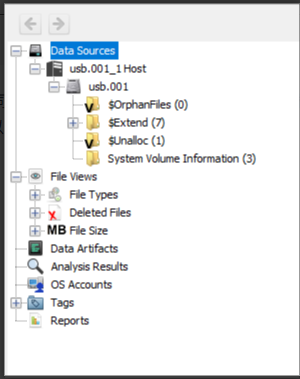 Data Sources
usb.001_1 Host
usb.001
$OrphanFiles (0)
$Extend (7)
$Unalloc (1)
System Volume Information (3)
File Views
File Types
Deleted Files
MB File Size
Data Artifacts
Analysis Results
OS Accounts
Tags
Reports